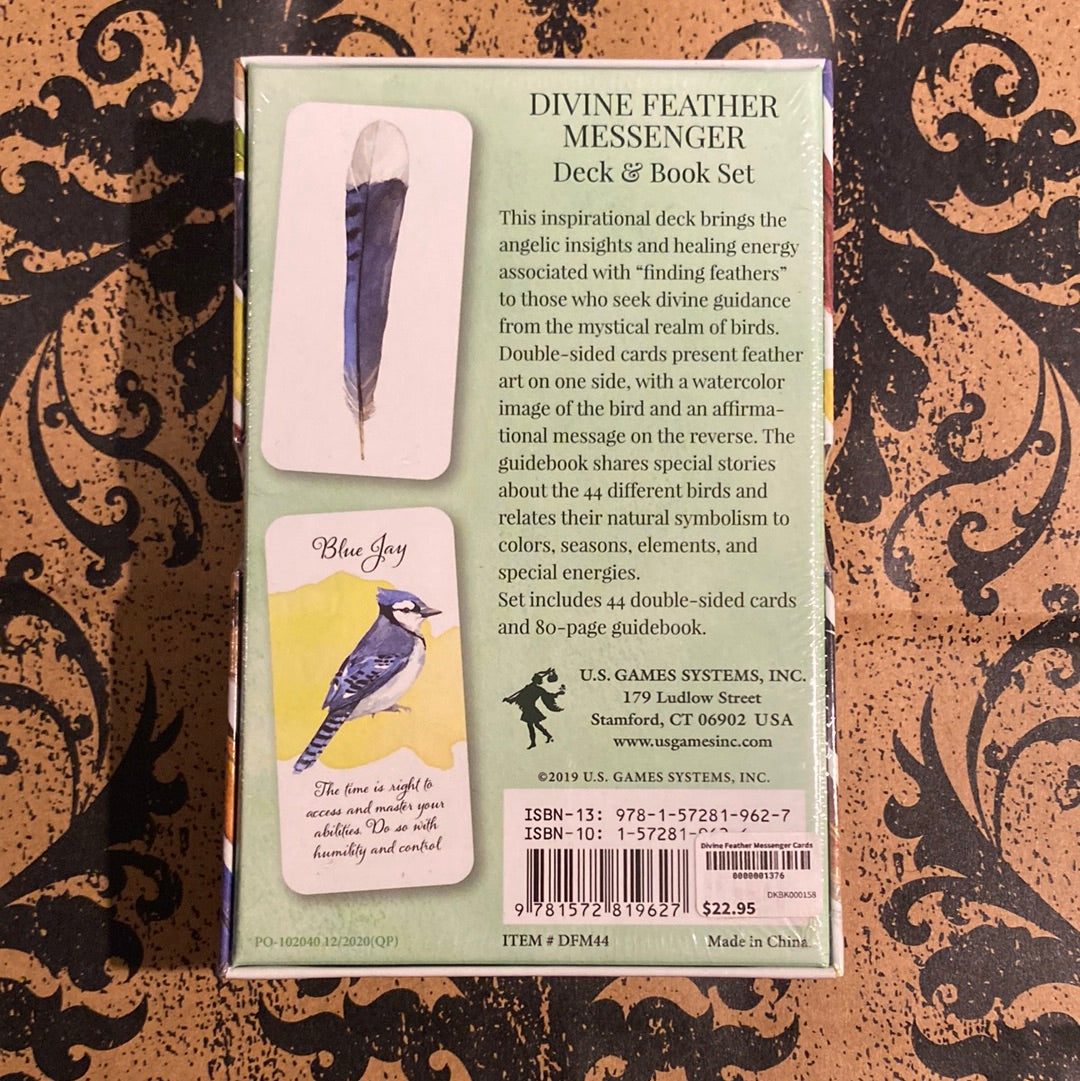 DIVINE FEATHER
MESSENGER
Deck & Book Set
This inspirational deck brings the
angelic insights and healing energy
associated with “finding feathers”
to those who seek divine guidance
from the mystical realm of birds.
Double-sided cards present feather
art on one side, with a watercolor
image of the bird and an affirma-
tional message on the reverse. The
guidebook shares special stories
about the 44 different birds and
relates their natural symbolism to
colors, seasons, elements, and
special energies.
Set includes 44 double-sided cards
and 80-page guidebook.
Blue Jay
The time is right to
access and master your
abilities. Do so with
humility and control
U.S. GAMES SYSTEMS, INC.
179 Ludlow Street
Stamford, CT 06902 USA
www.usgamesinc.com
©2019 U.S. GAMES SYSTEMS, INC.
ISBN-13: 978-1-57281-962-7
ISBN-10:
9 781572 819627
Divine Feather Messenger Cards
0000001376
DKBK000158
$22.95
PO-102040 12/2020(QP)
ITEM # DFM44
Made in China